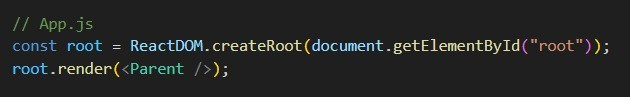 // App.js
const root = ReactDOM.createRoot(document.getElementById("root"));
root.render(<Parent />);